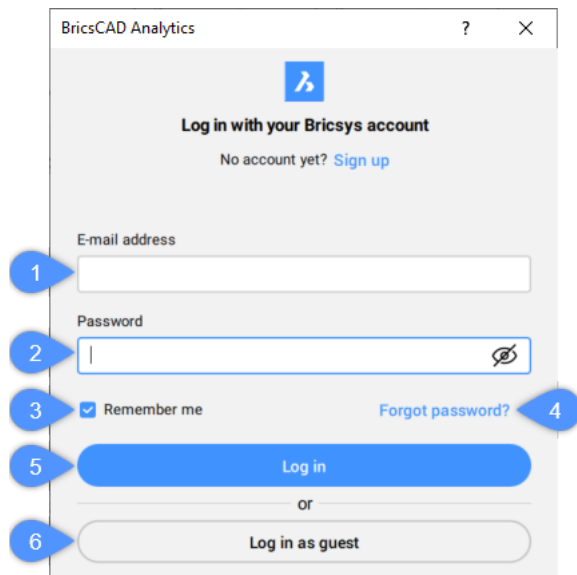 BricsCAD Analytics ? ×
Log in with your Bricsys account
No account yet? Sign up
E-mail address
1
Password
2
3 Remember me Forgot password? 4
5 Log in
or
6 Log in as guest